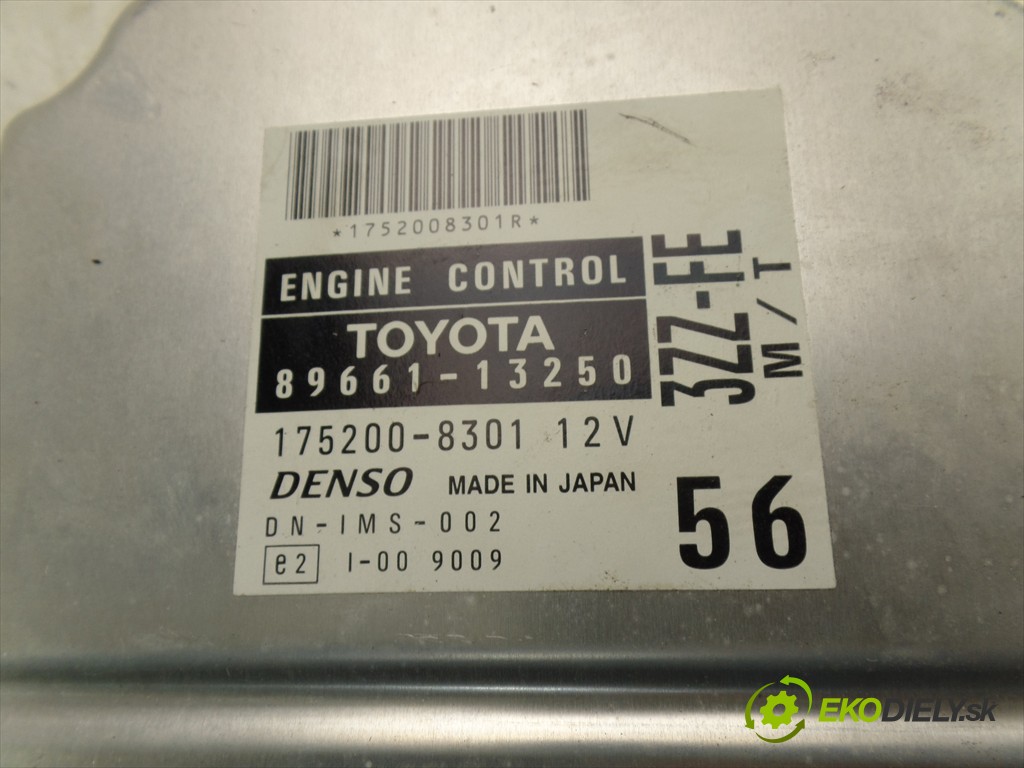 *1752008301R*
ENGINE CONTROL
TOYOTA
89661-13250
3ZZ-FE
M/T
175200-8301 12V
DENSO MADE IN JAPAN
DN-IMS-002
e2 I-00 9009
56
EKODIELY.sk